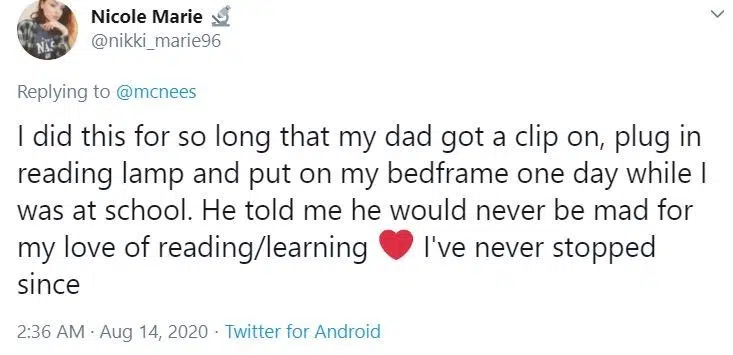 Nicole Marie 🔬
@nikki_marie96
Replying to @mcnees
I did this for so long that my dad got a clip on, plug in
reading lamp and put on my bedframe one day while I
was at school. He told me he would never be mad for
my love of reading/learning ❤ I've never stopped
since
2:36 AM · Aug 14, 2020 · Twitter for Android